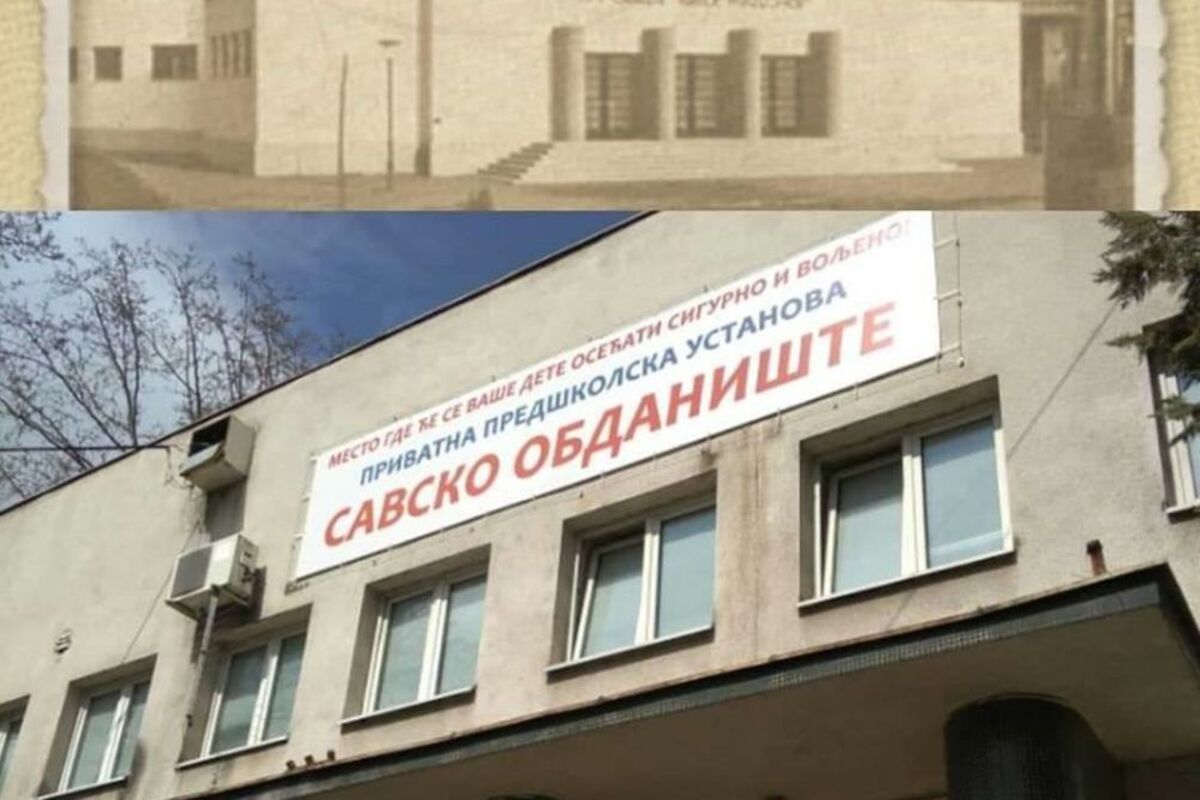 МЕСТО ГДЕ ЋЕ СЕ ВАШЕ ДЕТЕ ОСЕЋАТИ СИГУРНО И ВОЉЕНО!
ПРИВАТНА ПРЕДШКОЛСКА УСТАНОВА
САВСКО ОБДАНИШТЕ